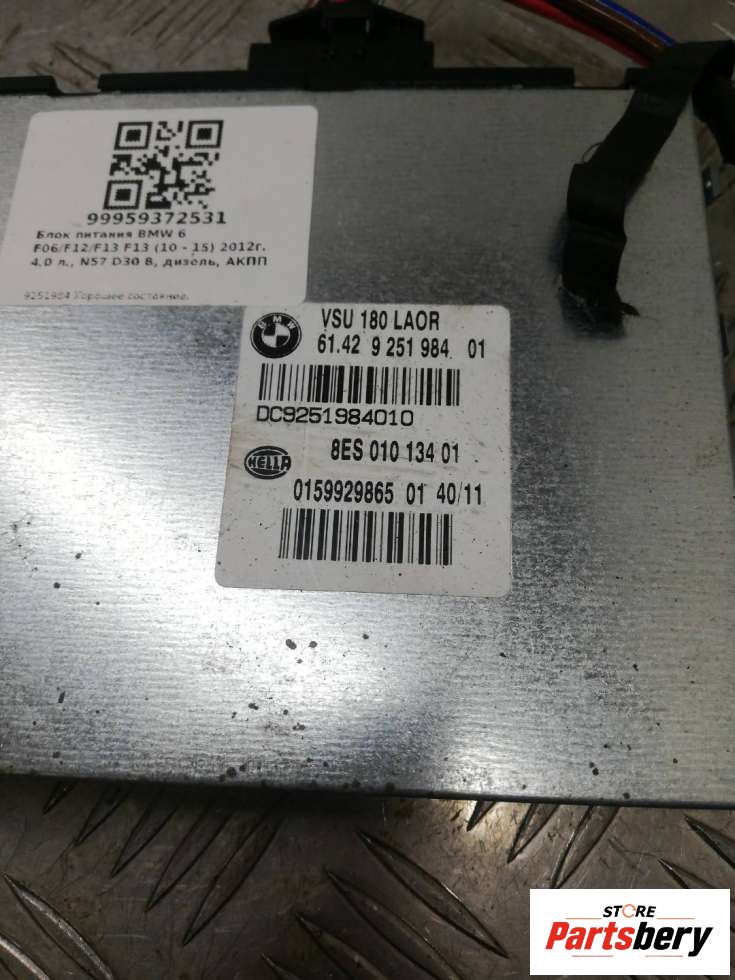 99959372531
Блок питания BMW 6
F06/F12/F13 F13 (10 - 15) 2012г.
4.0 л., N57 D30 B, дизель, АКПП
9251984 Хорошее состояние.
BMW
VSU 180 LAOR
61.42 9 251 984 01
DC9251984010
HELLA
8ES 010 134 01
0159929865 01 40/11
STORE
Partsbery